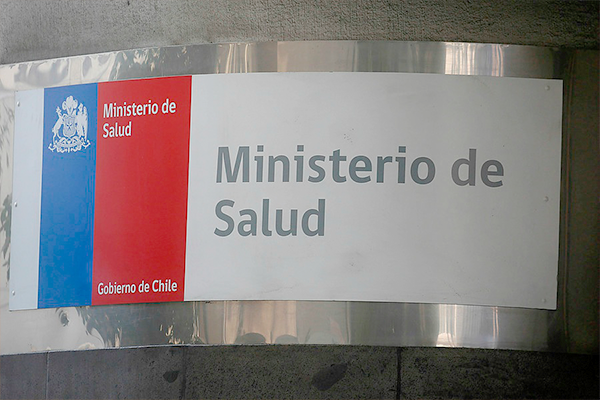 Ministerio de
Salud
Gobierno de Chile
Ministerio de
Salud